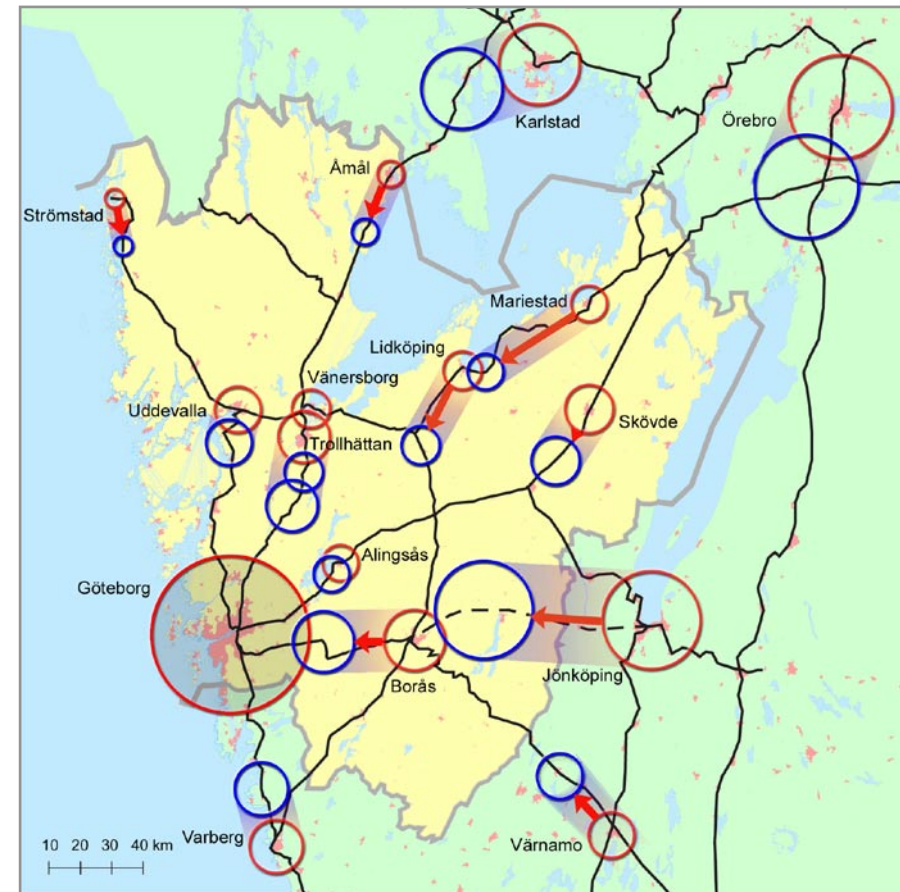 Karlstad
Örebro
Åmål
Strömstad
Mariestad
Lidköping
Vänersborg
Uddevalla
Skövde
Trollhättan
Alingsås
Göteborg
Jönköping
Borås
Varberg
Värnamo
10 20 30 40 km